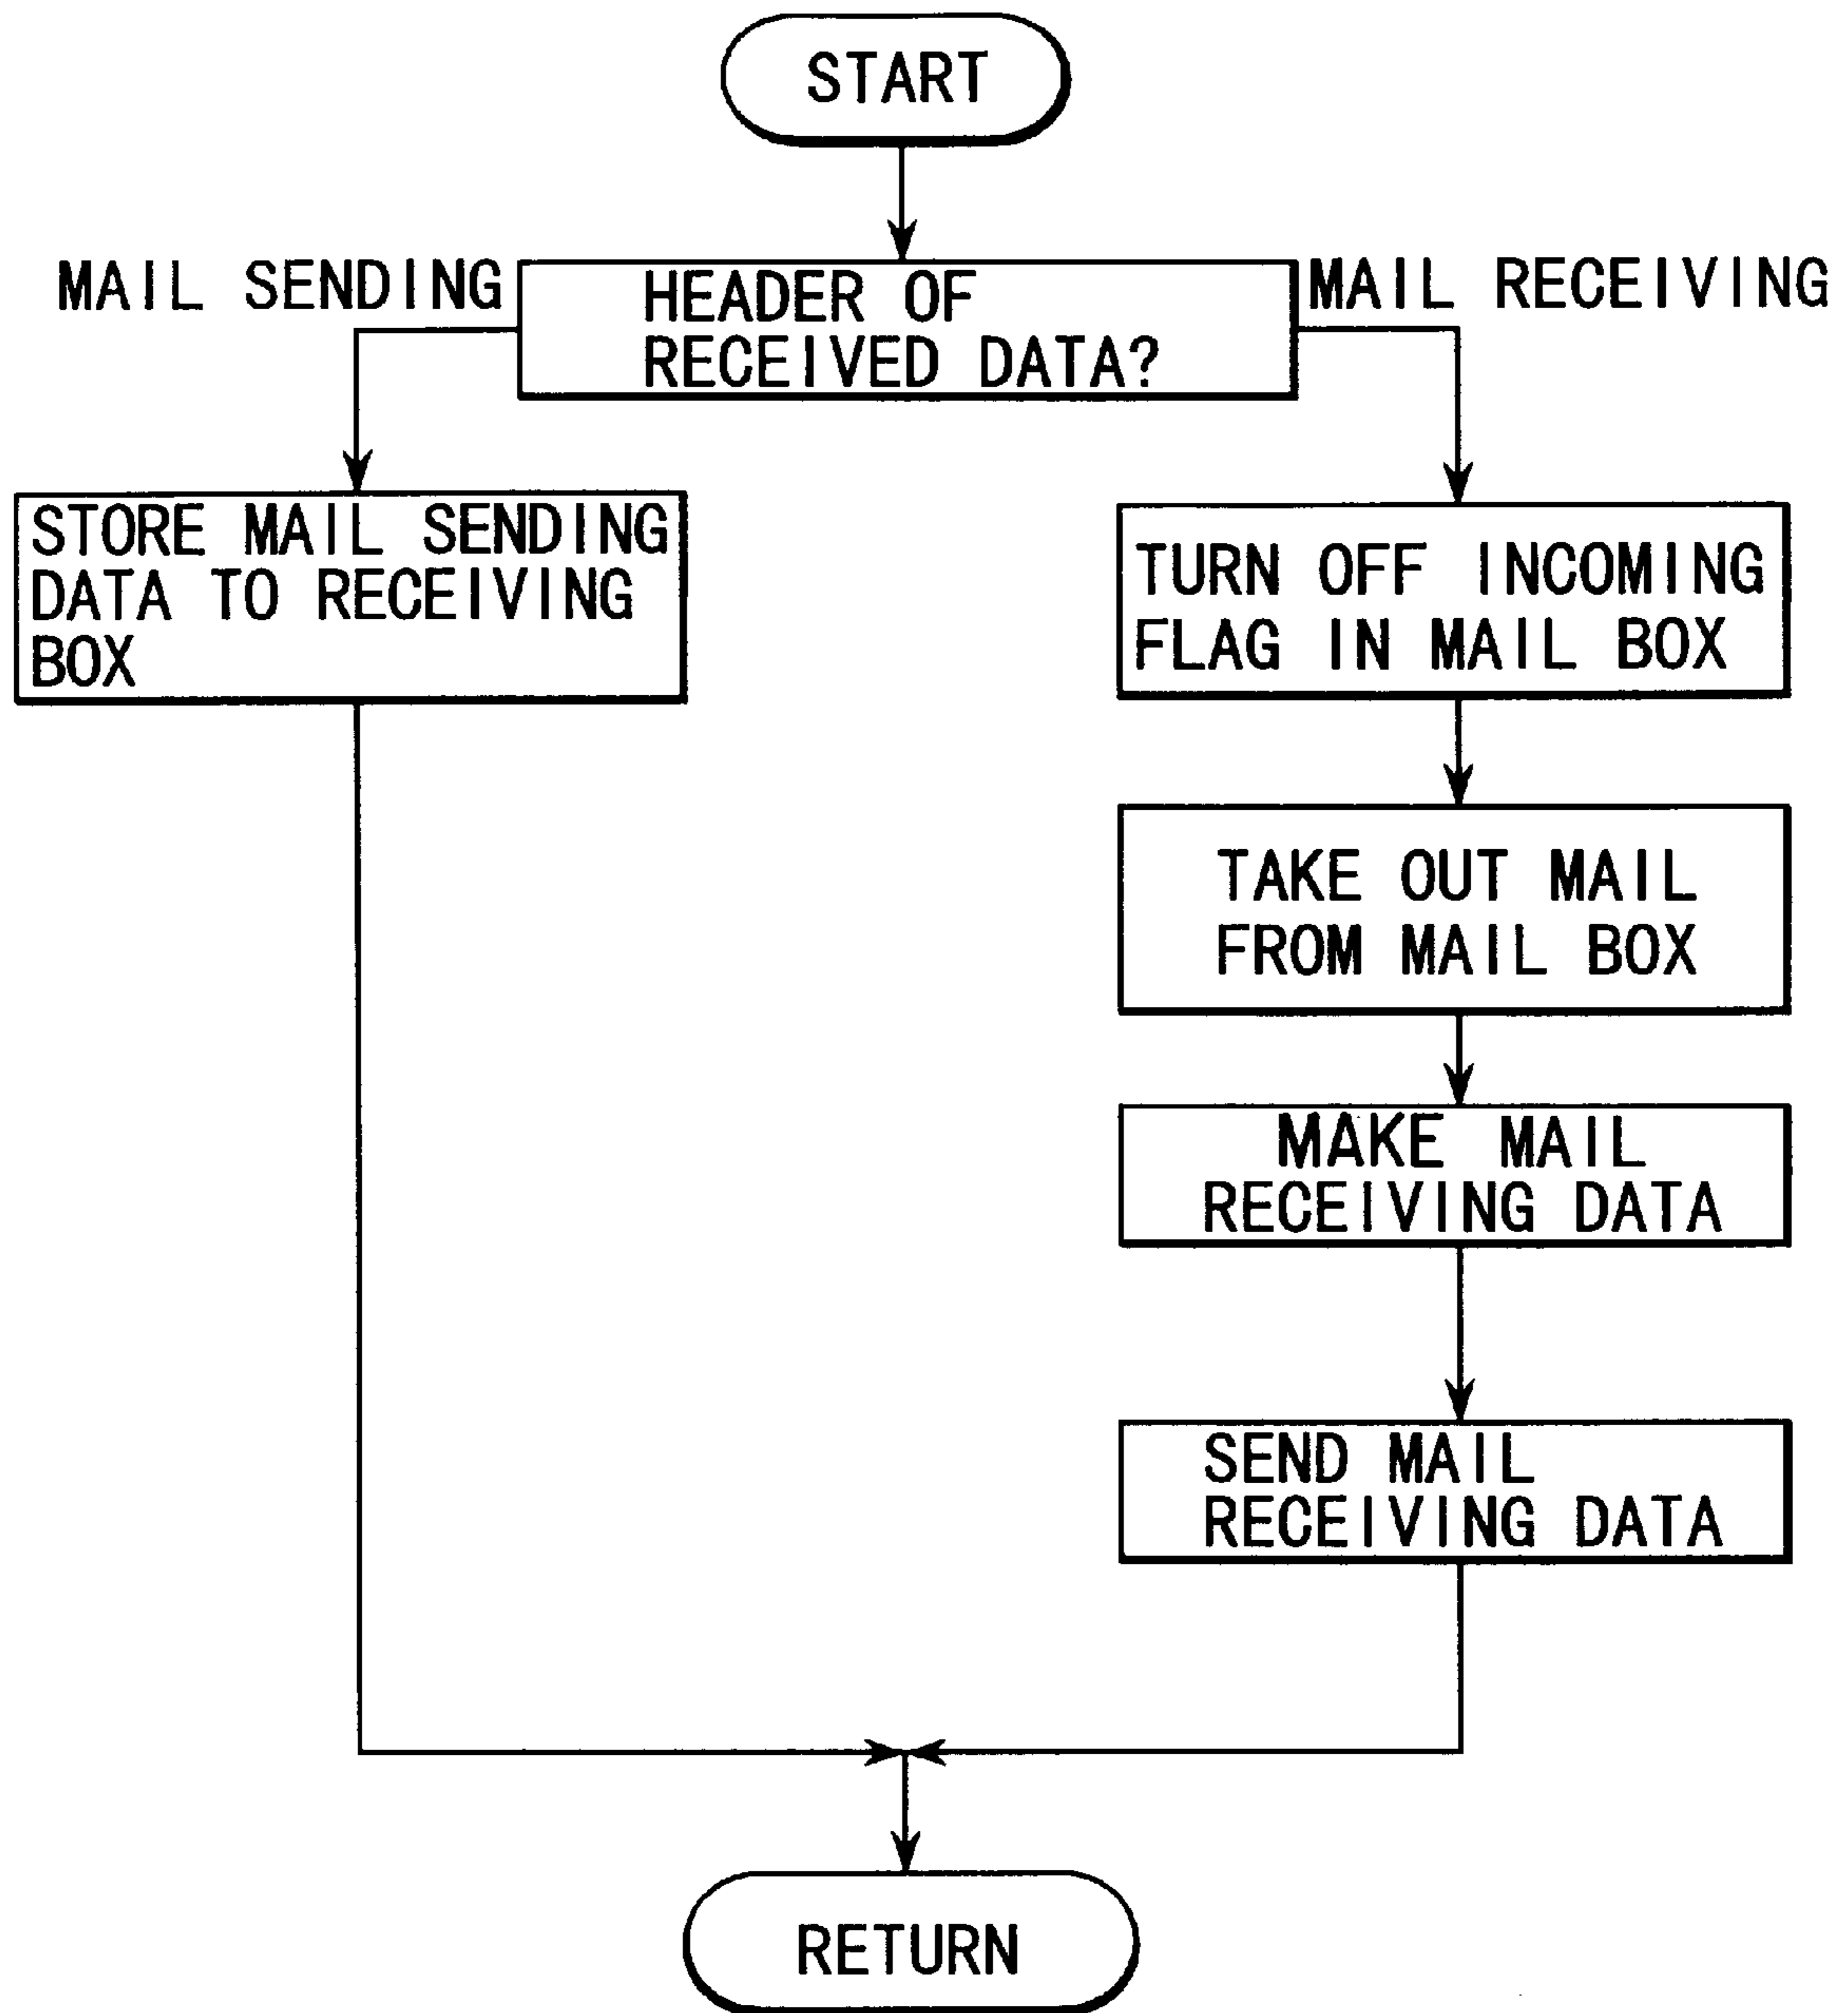 START
MAIL SENDING
HEADER OF
RECEIVED DATA?
MAIL RECEIVING
STORE MAIL SENDING
DATA TO RECEIVING
BOX
TURN OFF INCOMING
FLAG IN MAIL BOX
TAKE OUT MAIL
FROM MAIL BOX
MAKE MAIL
RECEIVING DATA
SEND MAIL
RECEIVING DATA
RETURN